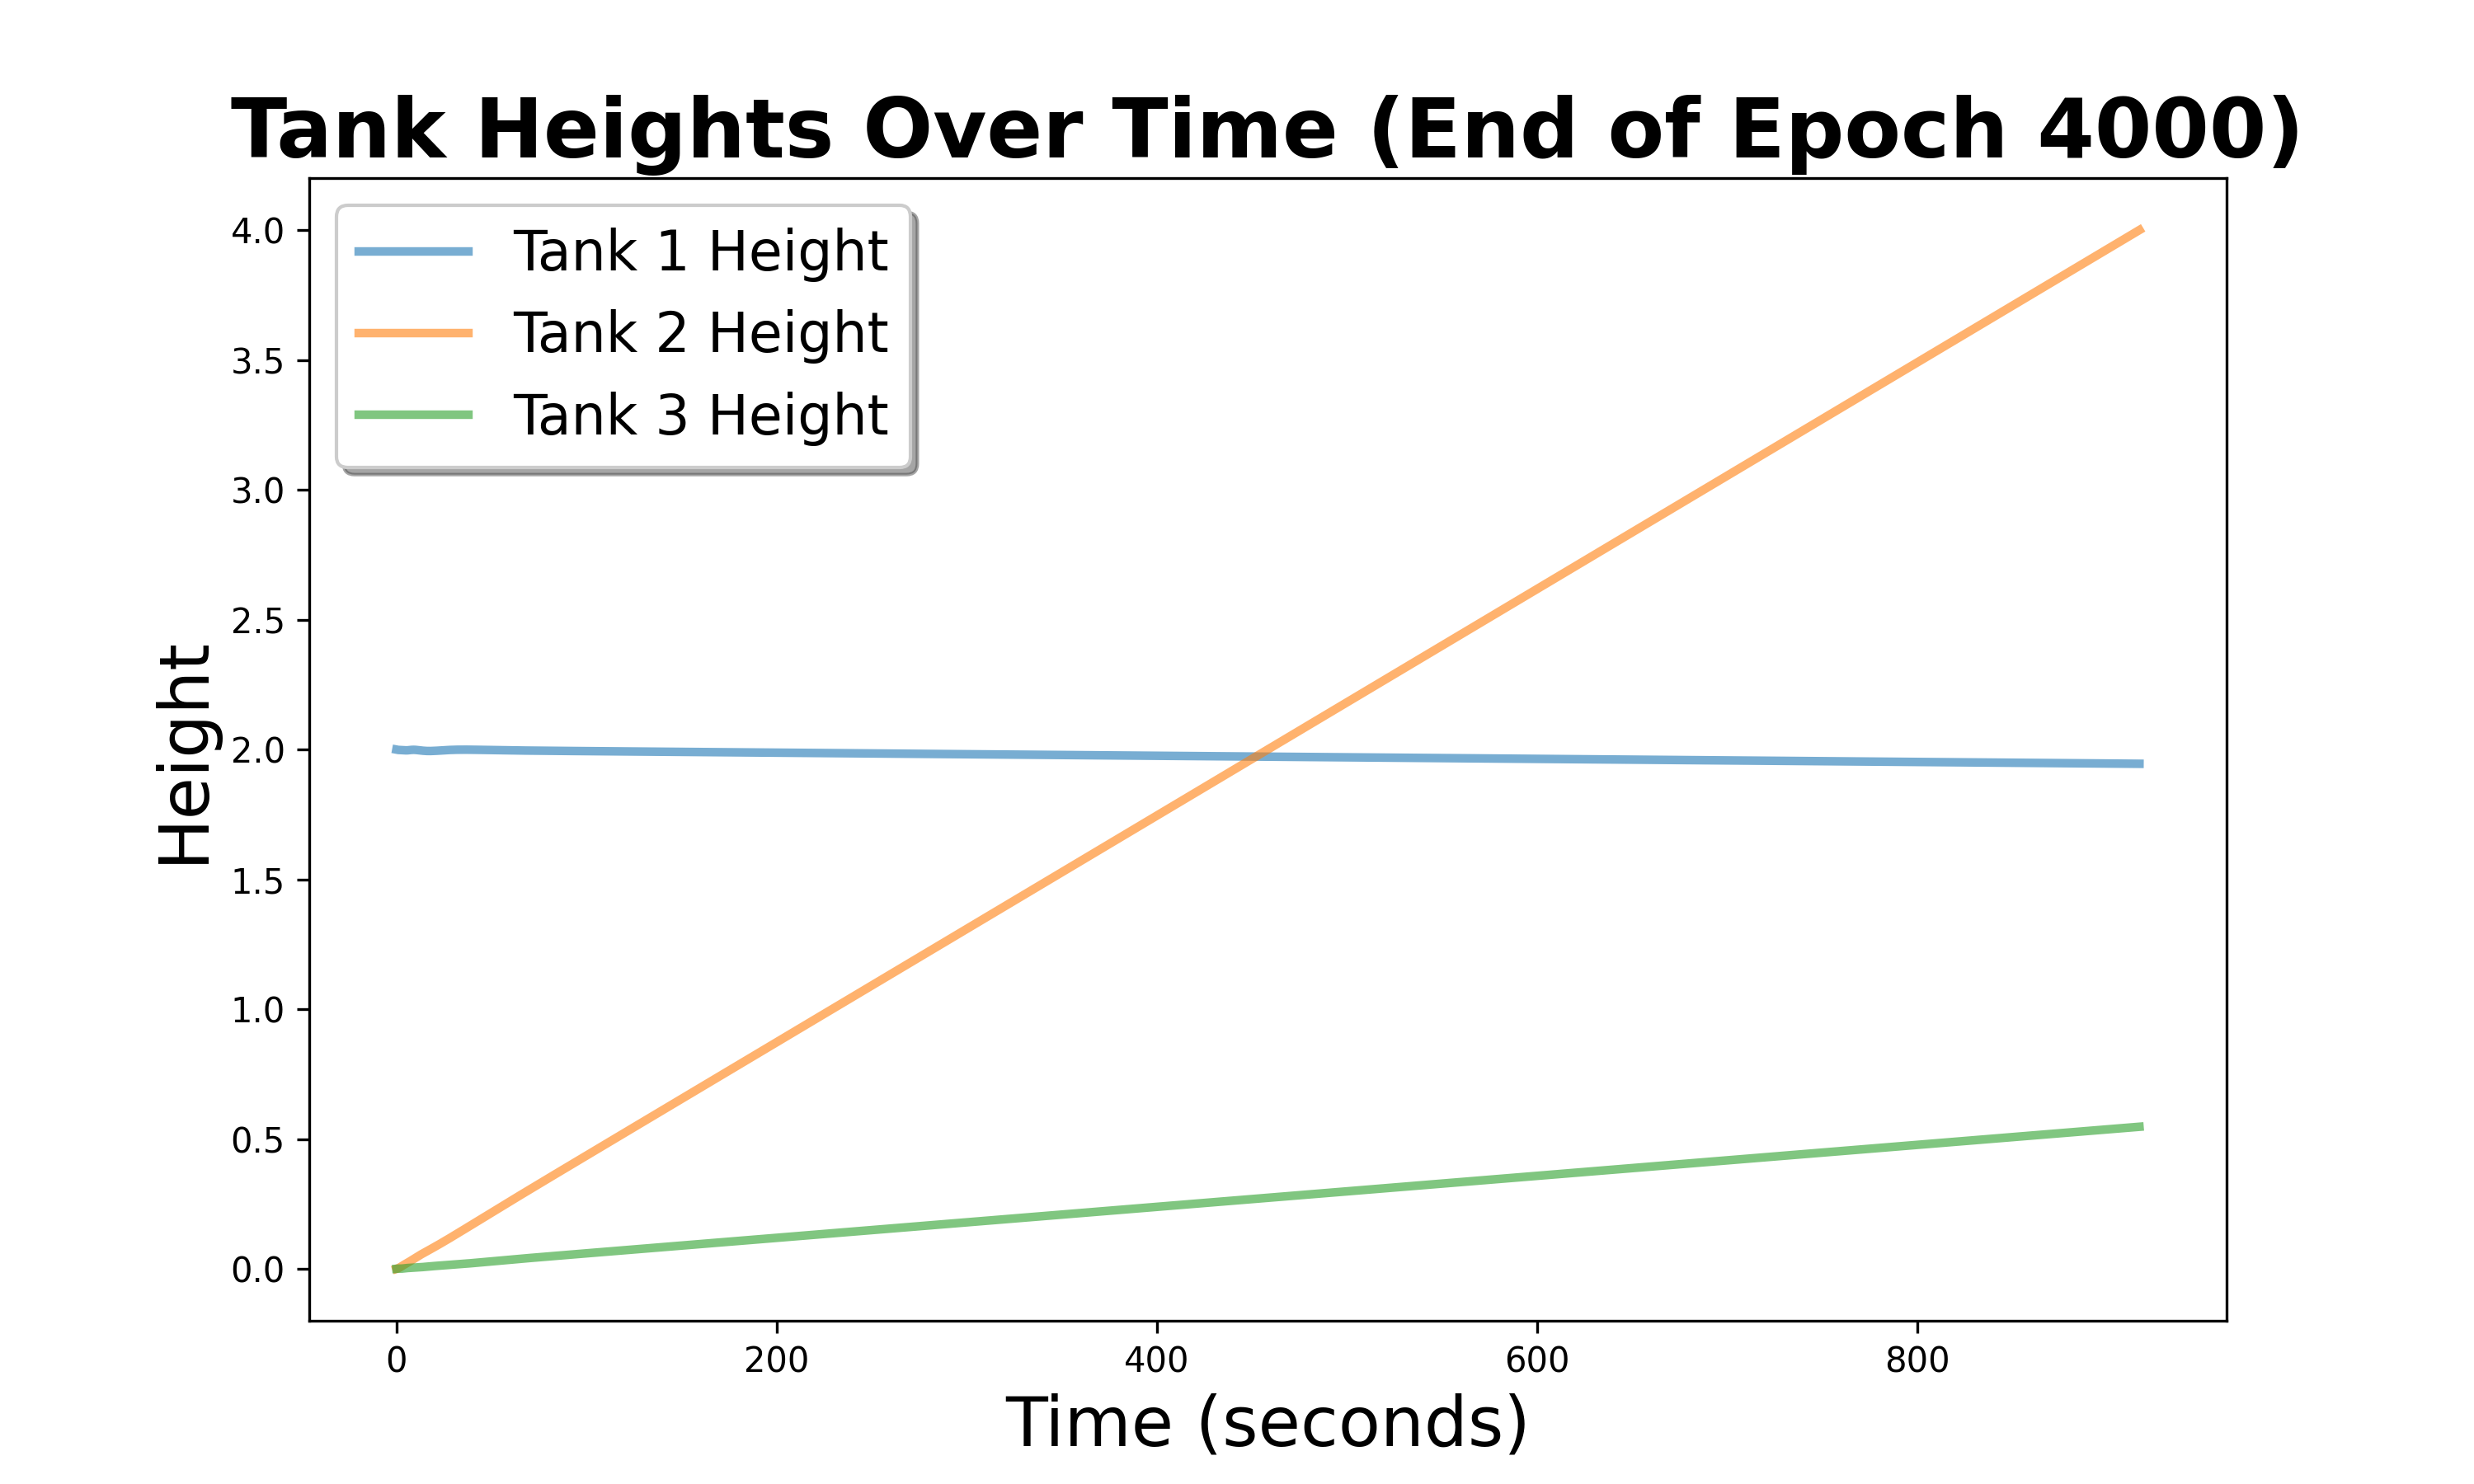 Tank Heights Over Time (End of Epoch 4000)
Tank 1 Height
Tank 2 Height
Tank 3 Height
Height
4.0
3.5
3.0
2.5
2.0
1.5
1.0
0.5
0.0
0 200 400 600 800
Time (seconds)